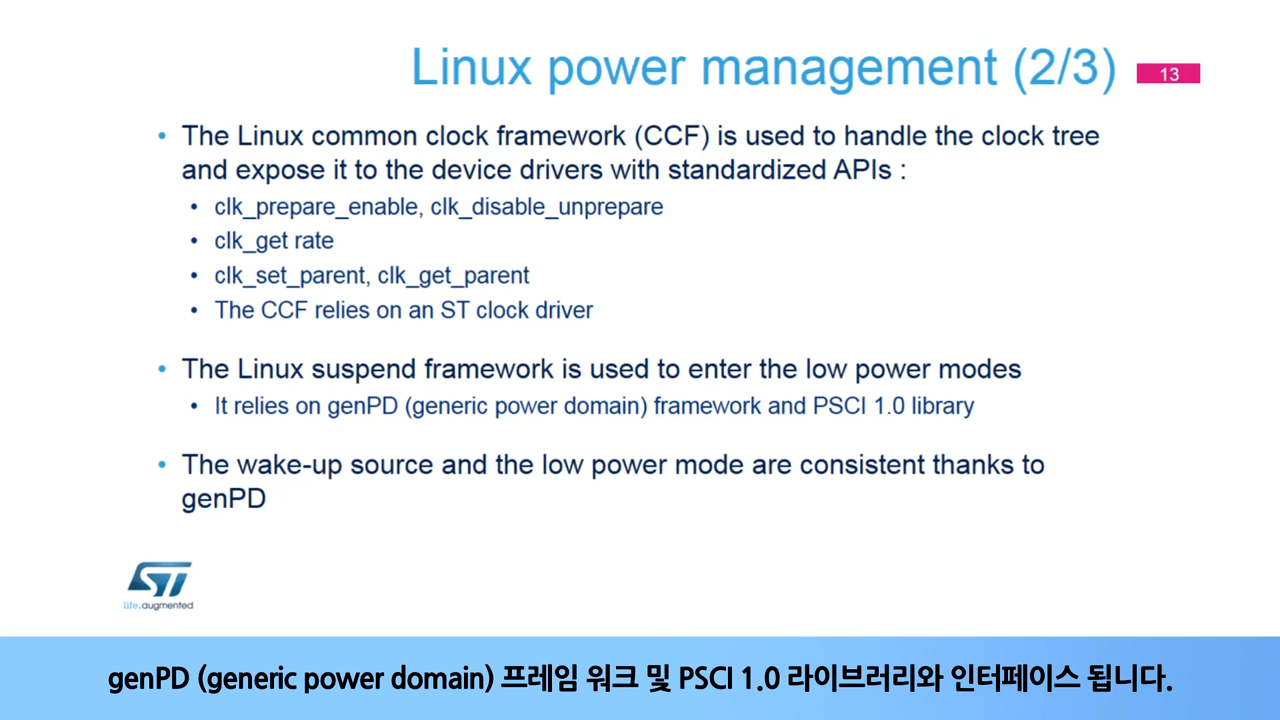 Linux power management (2/3)
13
• The Linux common clock framework (CCF) is used to handle the clock tree
and expose it to the device drivers with standardized APIs :
• clk_prepare_enable, clk_disable_unprepare
• clk_get rate
• clk_set_parent, clk_get_parent
• The CCF relies on an ST clock driver
• The Linux suspend framework is used to enter the low power modes
• It relies on genPD (generic power domain) framework and PSCI 1.0 library
• The wake-up source and the low power mode are consistent thanks to
genPD
ST
life.augmented
genPD (generic power domain) 프레임 워크 및 PSCI 1.0 라이브러리와 인터페이스 됩니다.